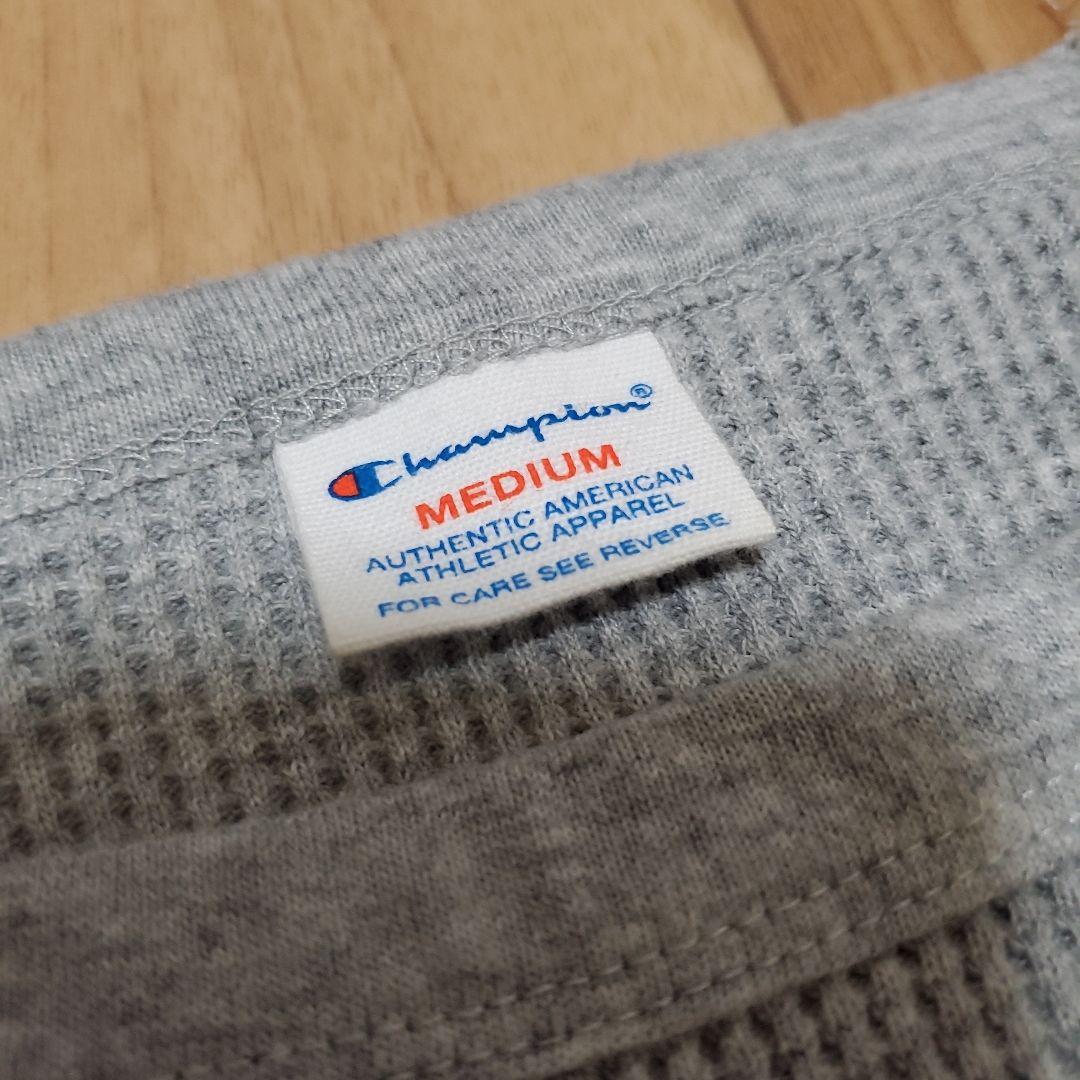 Champion®
MEDIUM
AUTHENTIC AMERICAN
ATHLETIC APPAREL
FOR CARE SEE REVERSE